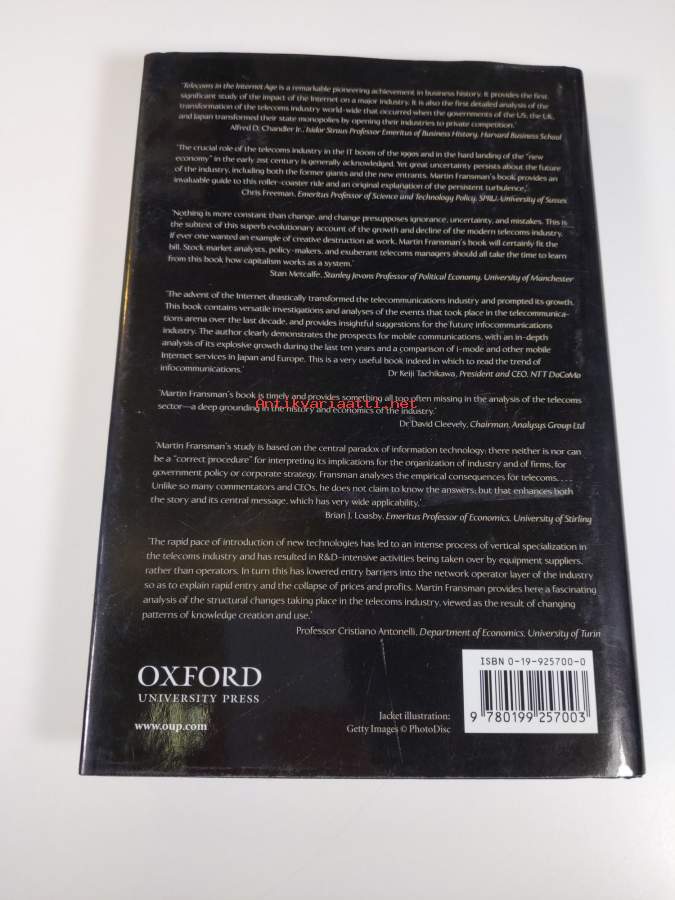 'Telecoms in the Internet Age is a remarkable pioneering achievement in business history. It provides the first
significant study of the impact of the Internet on a major industry. It is also the first detailed analysis of the
transformation of the telecoms industry world-wide that occurred when the governments of the US, the UK,
and Japan transformed their state monopolies by opening their industries to private competition.'
Alfred D. Chandler Jr., Isidor Straus Professor Emeritus of Business History, Harvard Business School
'The crucial role of the telecoms industry in the IT boom of the 1990s and in the hard landing of the "new
economy" in the early 21st century is generally acknowledged. Yet great uncertainty persists about the future
of the industry, including both the former giants and the new entrants. Martin Fransman's book provides an
invaluable guide to this roller-coaster ride and an original explanation of the persistent turbulence.'
Chris Freeman, Emeritus Professor of Science and Technology Policy, SPRU, University of Sussex
'Nothing is more constant than change, and change presupposes ignorance, uncertainty, and mistakes. This is
the subtext of this superb evolutionary account of the growth and decline of the modern telecoms industry.
If ever one wanted an example of creative destruction at work, Martin Fransman's book will certainly fit the
bill. Stock market analysts, policy-makers, and exuberant telecoms managers should all take the time to learn
from this book how capitalism works as a system.'
Stan Metcalfe, Stanley Jevons Professor of Political Economy, University of Manchester
'The advent of the Internet drastically transformed the telecommunications industry and prompted its growth.
This book contains versatile investigations and analyses of the events that took place in the telecommunica-
tions arena over the last decade, and provides insightful suggestions for the future infocommunications
industry. The author clearly demonstrates the prospects for mobile communications, with an in-depth
analysis of its explosive growth during the last ten years and a comparison of i-mode and other mobile
Internet services in Japan and Europe. This is a very useful book indeed in which to read the trend of
infocommunications.' Dr Keiji Tachikawa, President and CEO, NTT DoCoMo
'Martin Fransman's book is timely and provides something all too often missing in the analysis of the telecoms
Antikvariaatti.net
sector—a deep grounding in the history and economics of the industry.'
Dr David Cleevely, Chairman, Analysys Group Ltd
'Martin Fransman's study is based on the central paradox of information technology: there neither is nor can
be a "correct procedure" for interpreting its implications for the organization of industry and of firms, for
government policy or corporate strategy. Fransman analyses the empirical consequences for telecoms. . . .
Unlike so many commentators and CEOs, he does not claim to know the answers; but that enhances both
the story and its central message, which has very wide applicability.'
Brian J. Loasby, Emeritus Professor of Economics, University of Stirling
'The rapid pace of introduction of new technologies has led to an intense process of vertical specialization in
the telecoms industry and has resulted in R&D-intensive activities being taken over by equipment suppliers,
rather than operators. In turn this has lowered entry barriers into the network operator layer of the industry
so as to explain rapid entry and the collapse of prices and profits. Martin Fransman provides here a fascinating
analysis of the structural changes taking place in the telecoms industry, viewed as the result of changing
patterns of knowledge creation and use.'
Professor Cristiano Antonelli, Department of Economics, University of Turin
OXFORD
UNIVERSITY PRESS
www.oup.com
Jacket illustration:
Getty Images © PhotoDisc
ISBN 0-19-925700-0
9 780199 257003